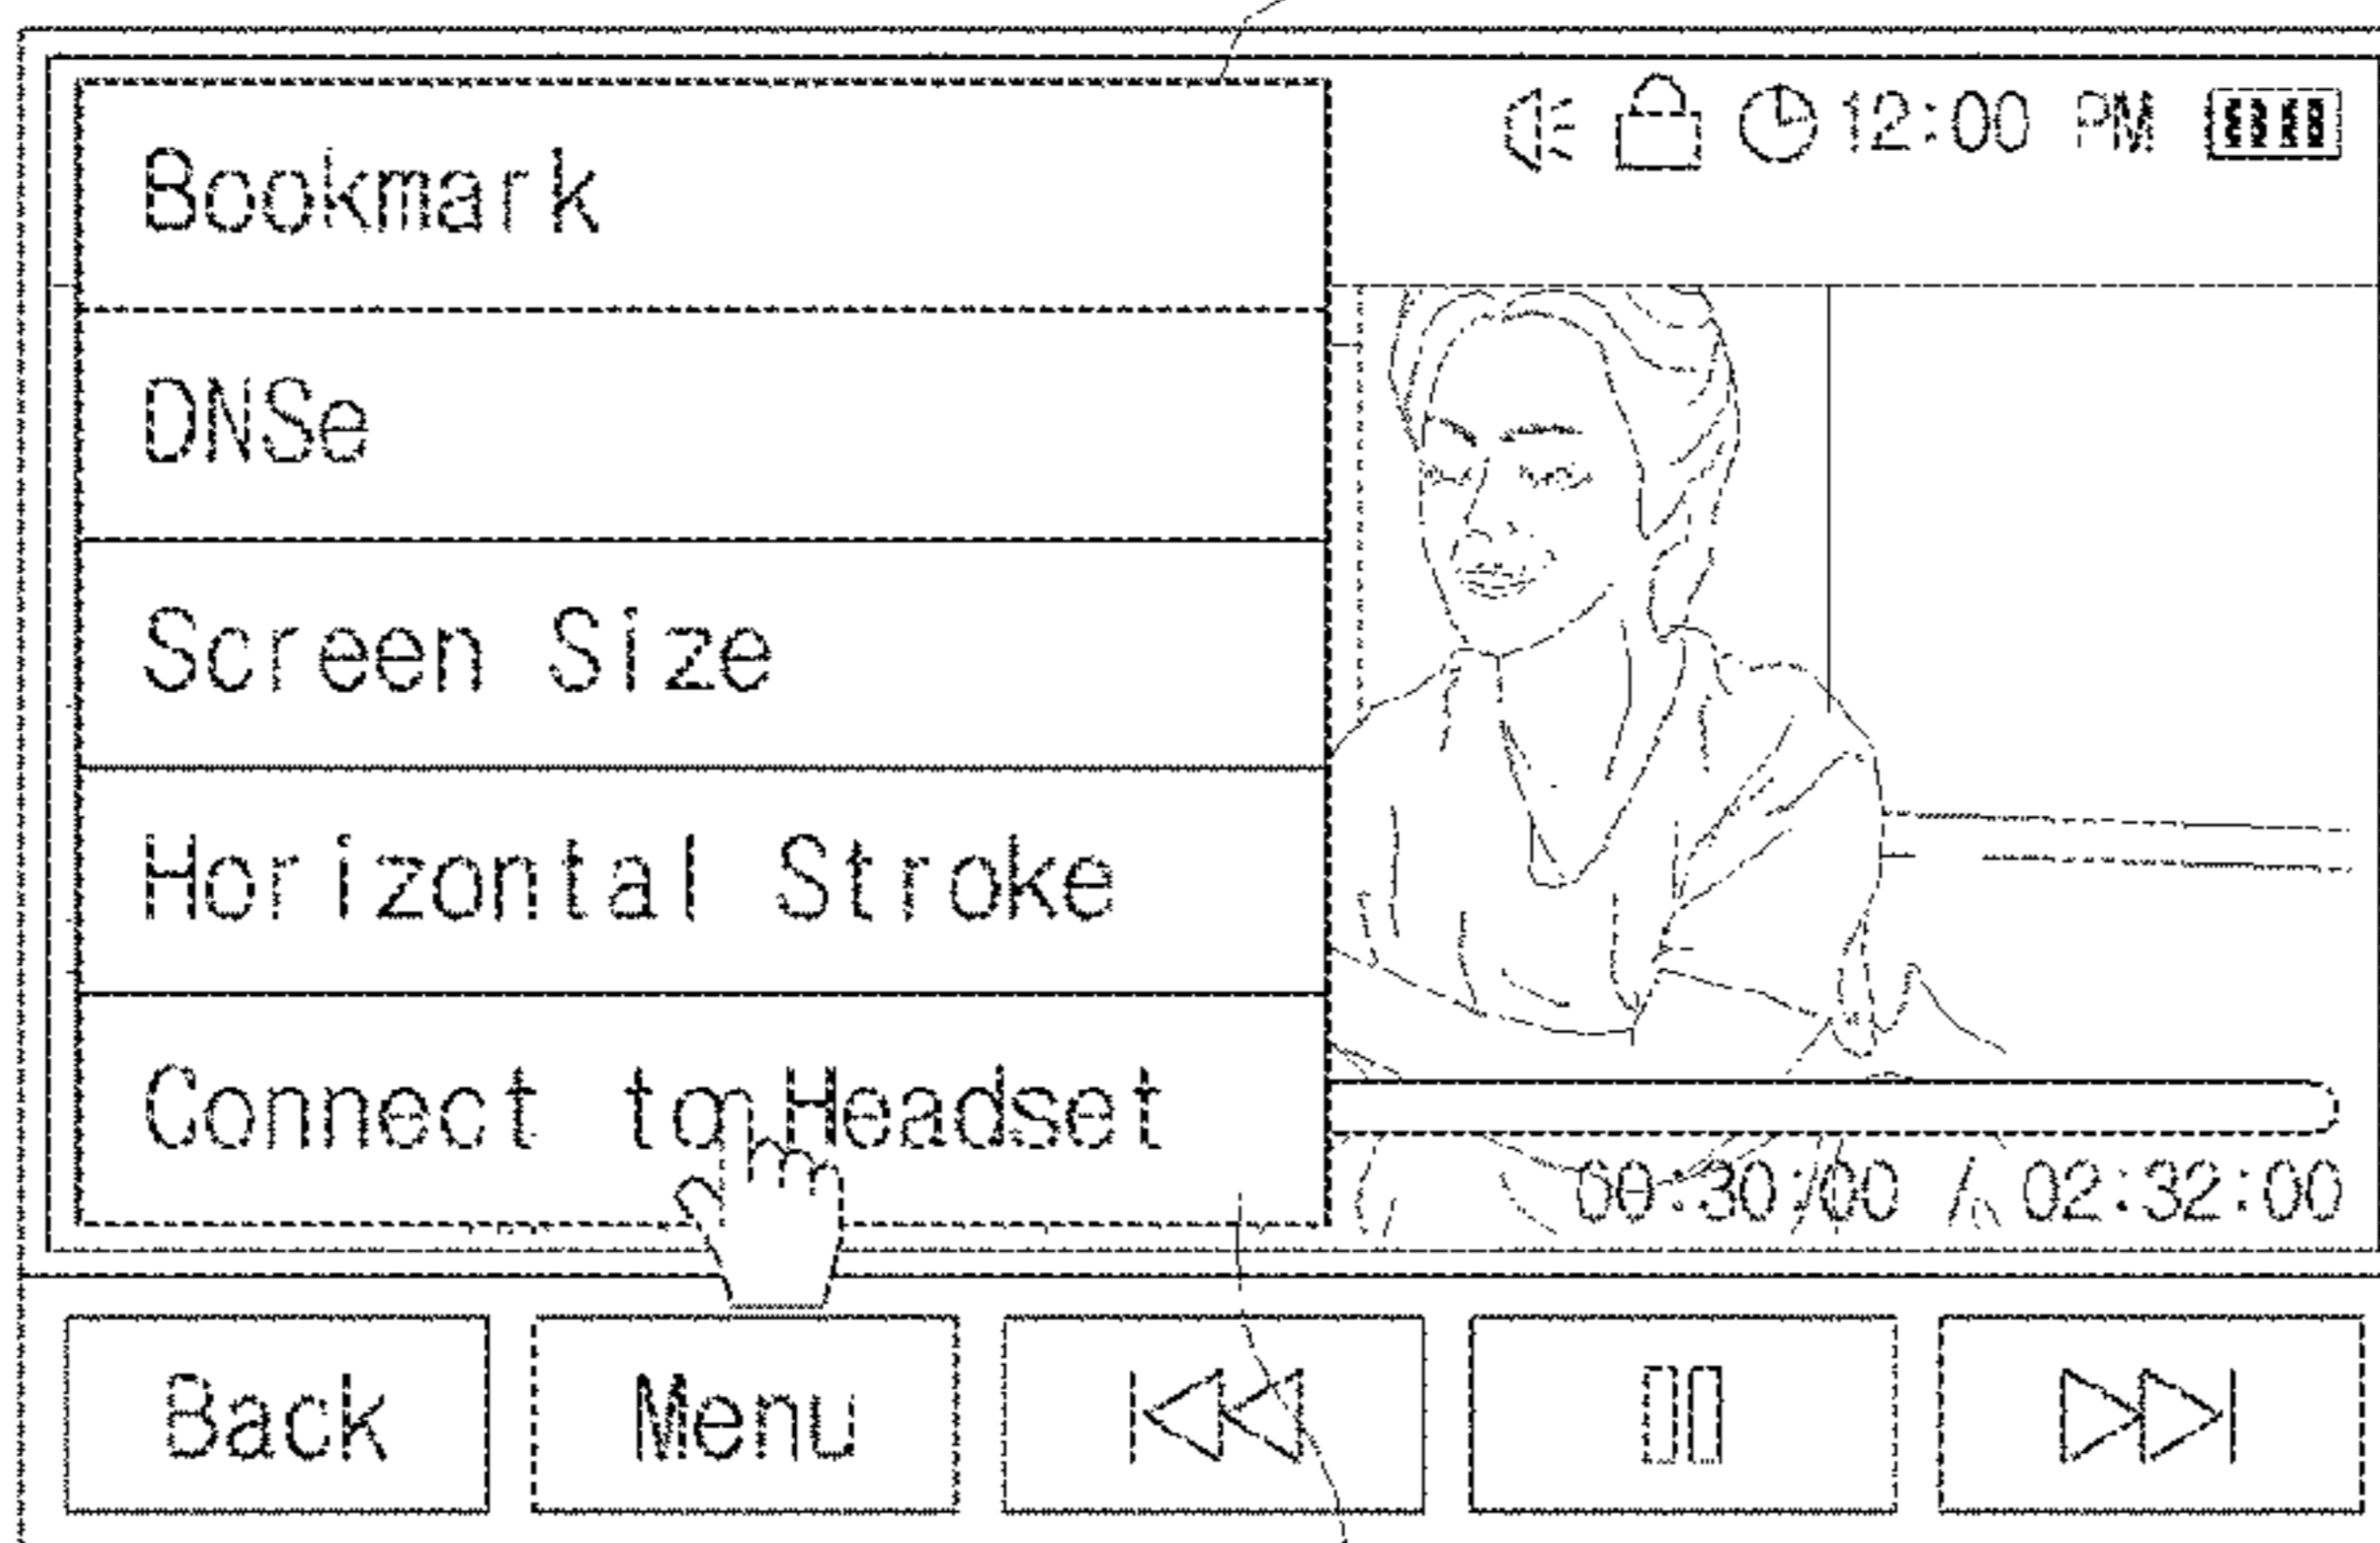 12:00 PM
Bookmark
DNSe
Screen Size
Horizontal Stroke
Connect to Headset
00:30:00 / 02:32:00
Back
Menu